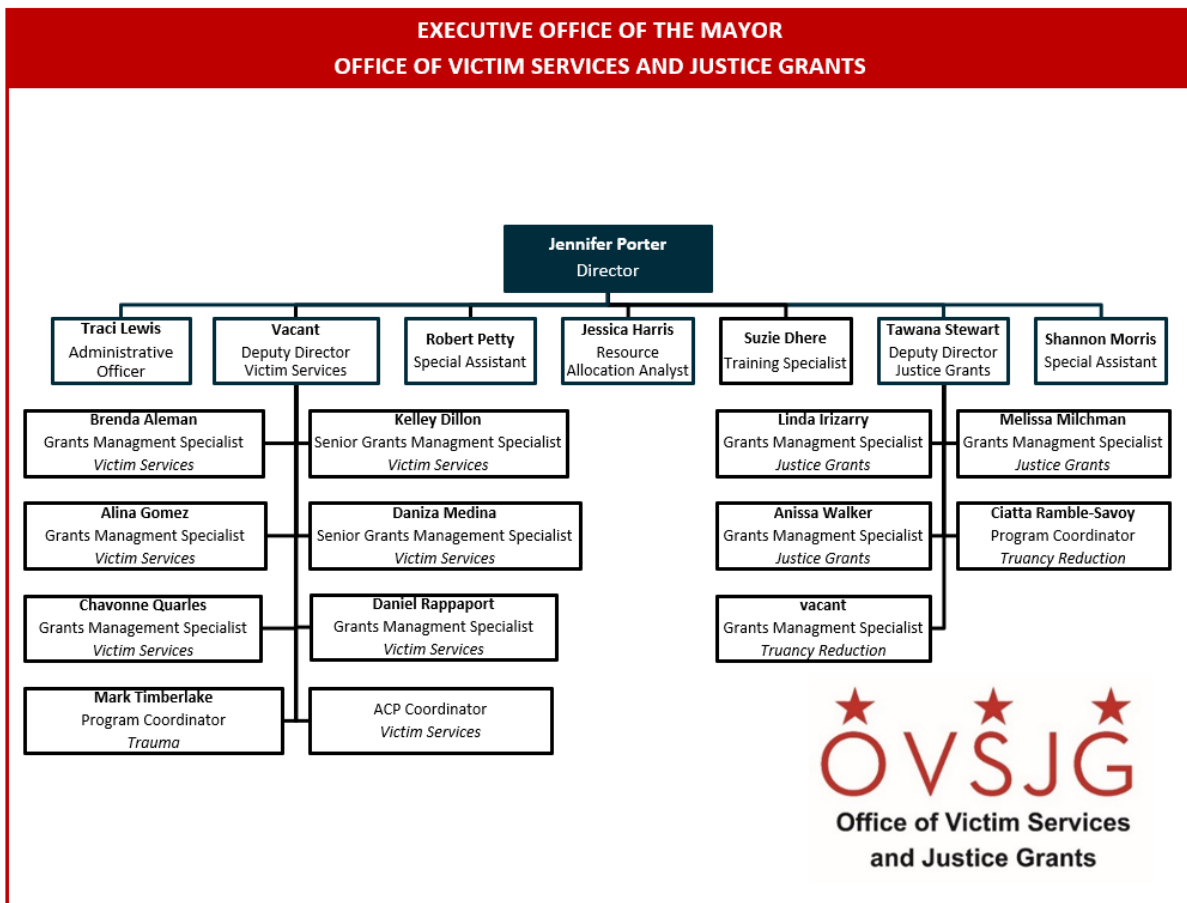 EXECUTIVE OFFICE OF THE MAYOR
OFFICE OF VICTIM SERVICES AND JUSTICE GRANTS
Jennifer Porter
Director
Traci Lewis
Administrative
Officer
Vacant
Deputy Director
Victim Services
Robert Petty
Special Assistant
Jessica Harris
Resource
Allocation Analyst
Suzie Dhere
Training Specialist
Tawana Stewart
Deputy Director
Justice Grants
Shannon Morris
Special Assistant
Brenda Aleman
Grants Managment Specialist
Victim Services
Kelley Dillon
Senior Grants Managment Specialist
Victim Services
Linda Irizarry
Grants Managment Specialist
Justice Grants
Melissa Milchman
Grants Managment Specialist
Justice Grants
Alina Gomez
Grants Managment Specialist
Victim Services
Daniza Medina
Senior Grants Management Specialist
Victim Services
Anissa Walker
Grants Managment Specialist
Justice Grants
Ciatta Ramble-Savoy
Program Coordinator
Truancy Reduction
Chavonne Quarles
Grants Management Specialist
Victim Services
Daniel Rappaport
Grants Managment Specialist
Victim Services
vacant
Grants Managment Specialist
Truancy Reduction
Mark Timberlake
Program Coordinator
Trauma
ACP Coordinator
Victim Services
OVSJG
Office of Victim Services
and Justice Grants